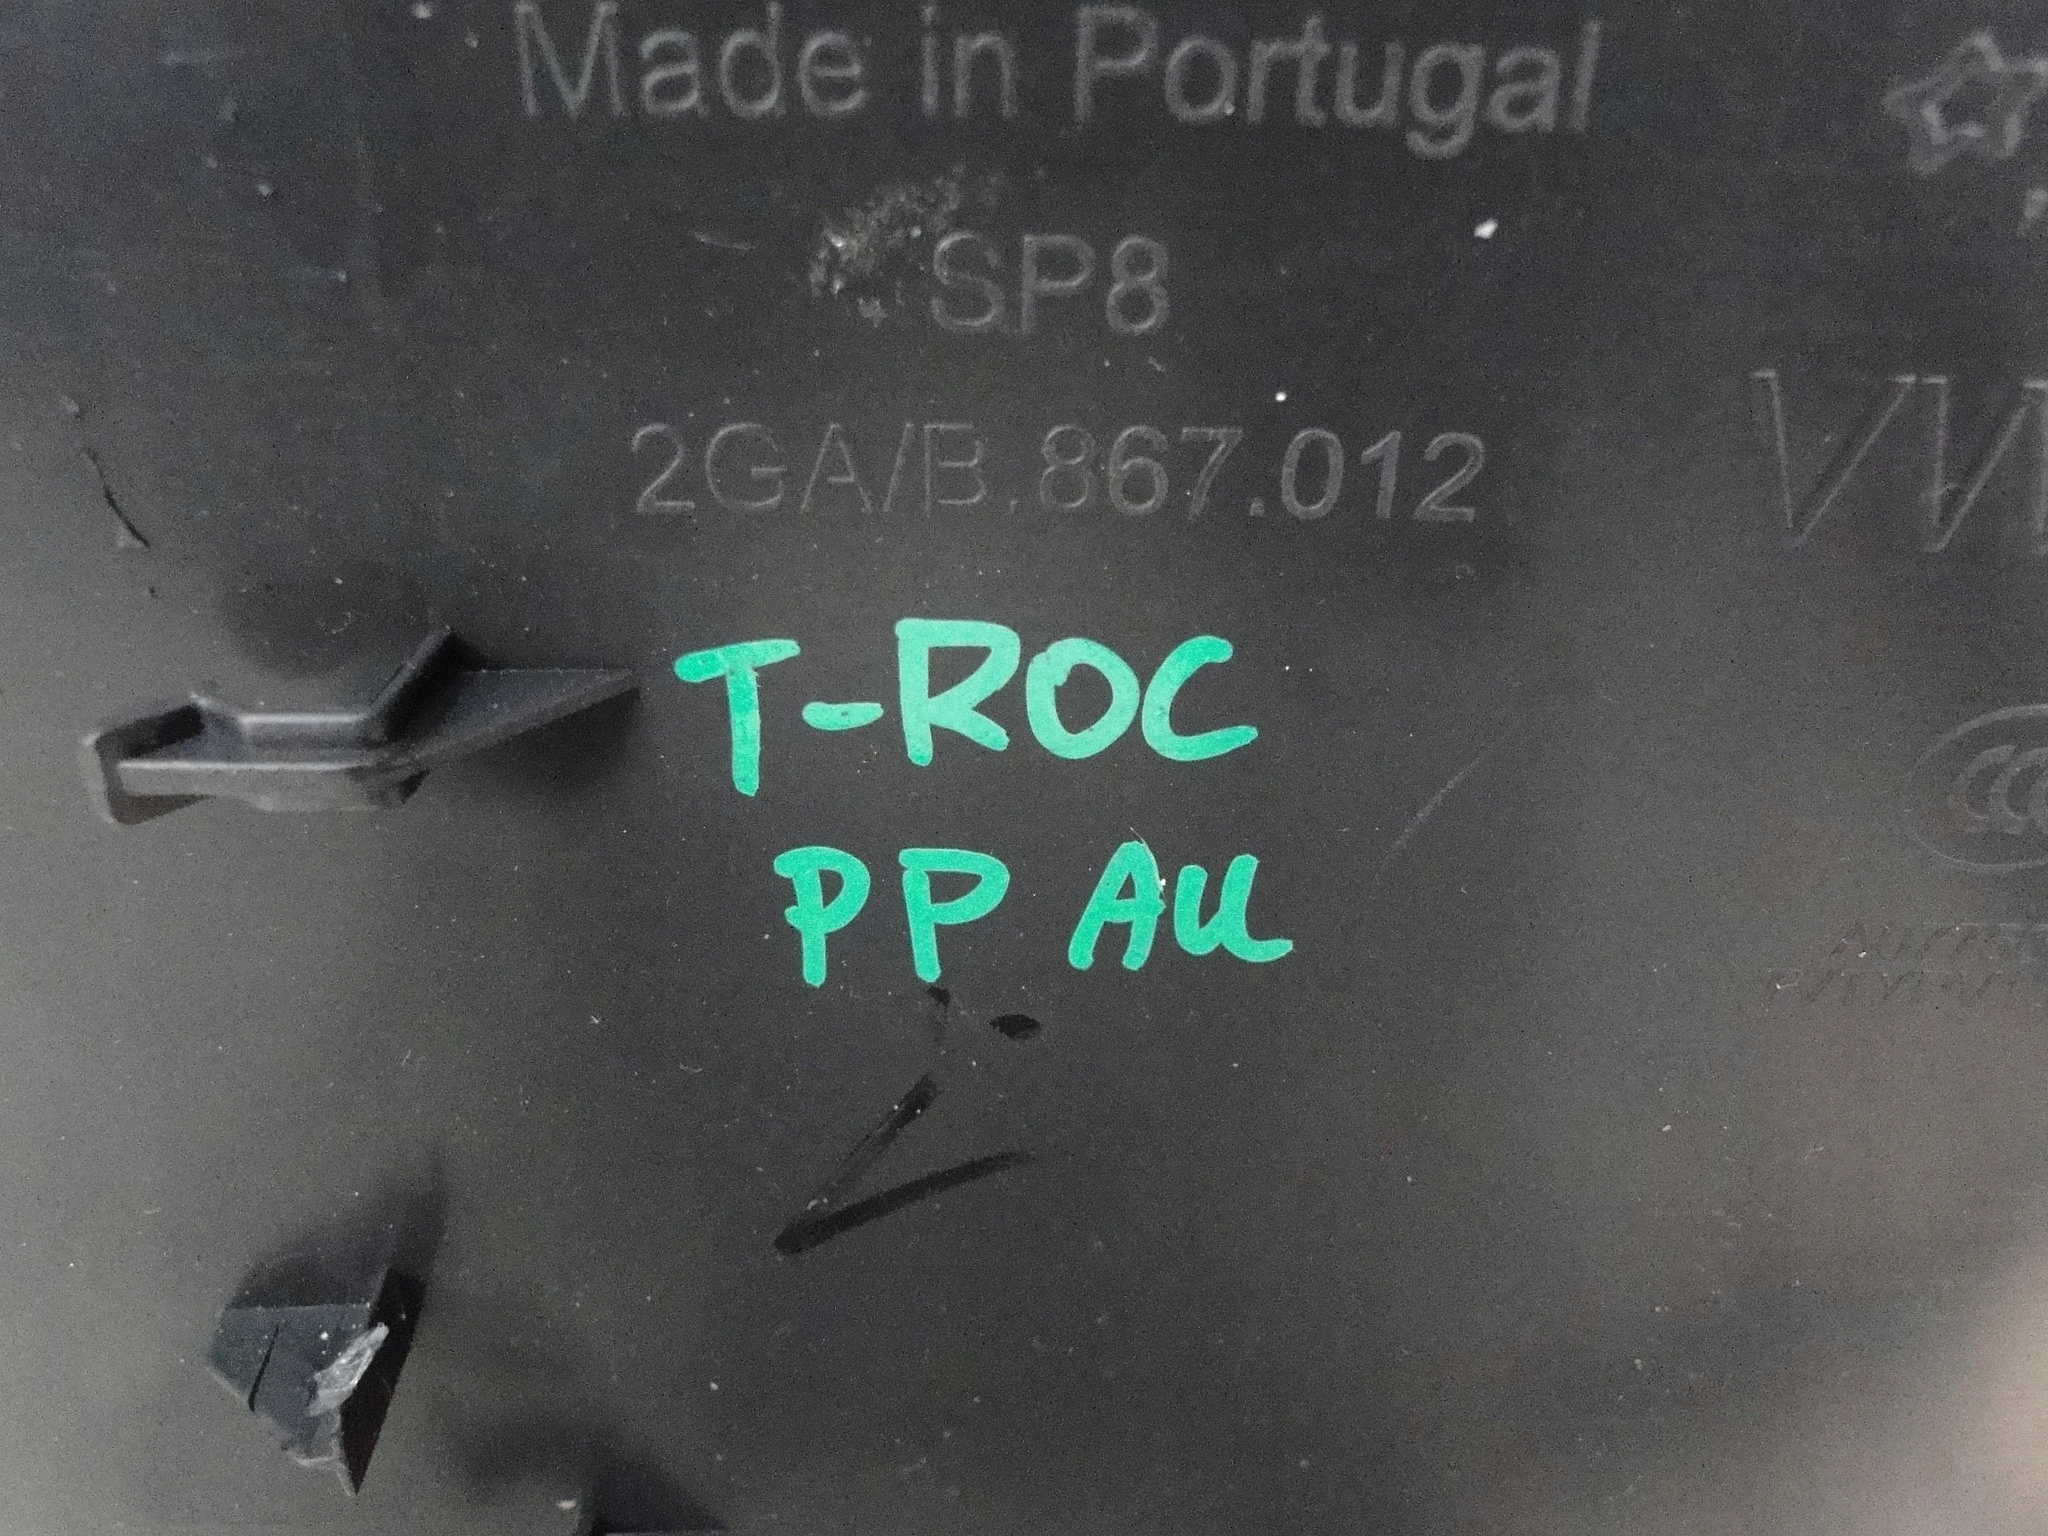 Made in Portugal
SP8
2GA/B.867.012
T-ROC
PP AU